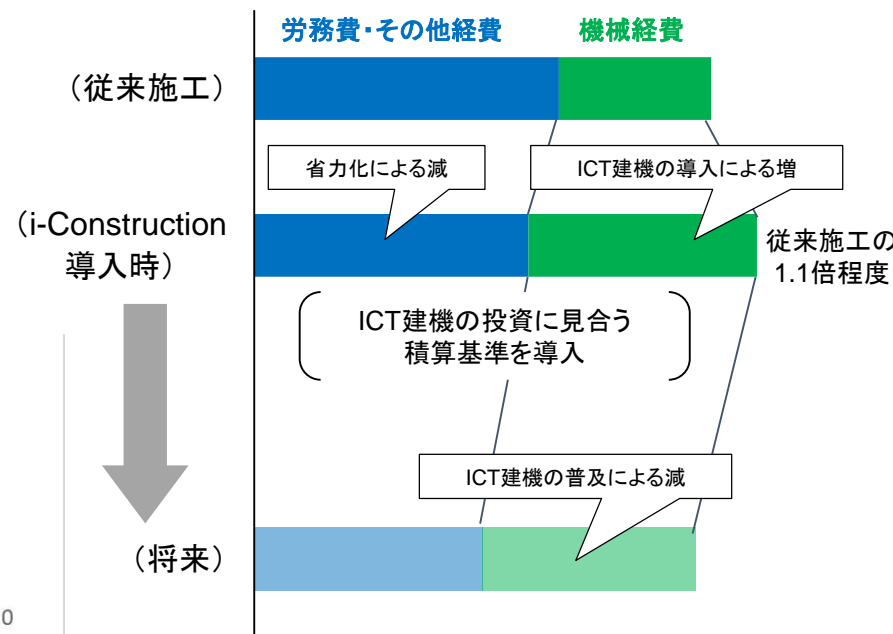 労務費・その他経費
機械経費
（従来施工）
省力化による減
ICT建機の導入による増
（i-Construction
導入時）
従来施工の
1.1倍程度
ICT建機の投資に見合う
積算基準を導入
ICT建機の普及による減
（将来）
0